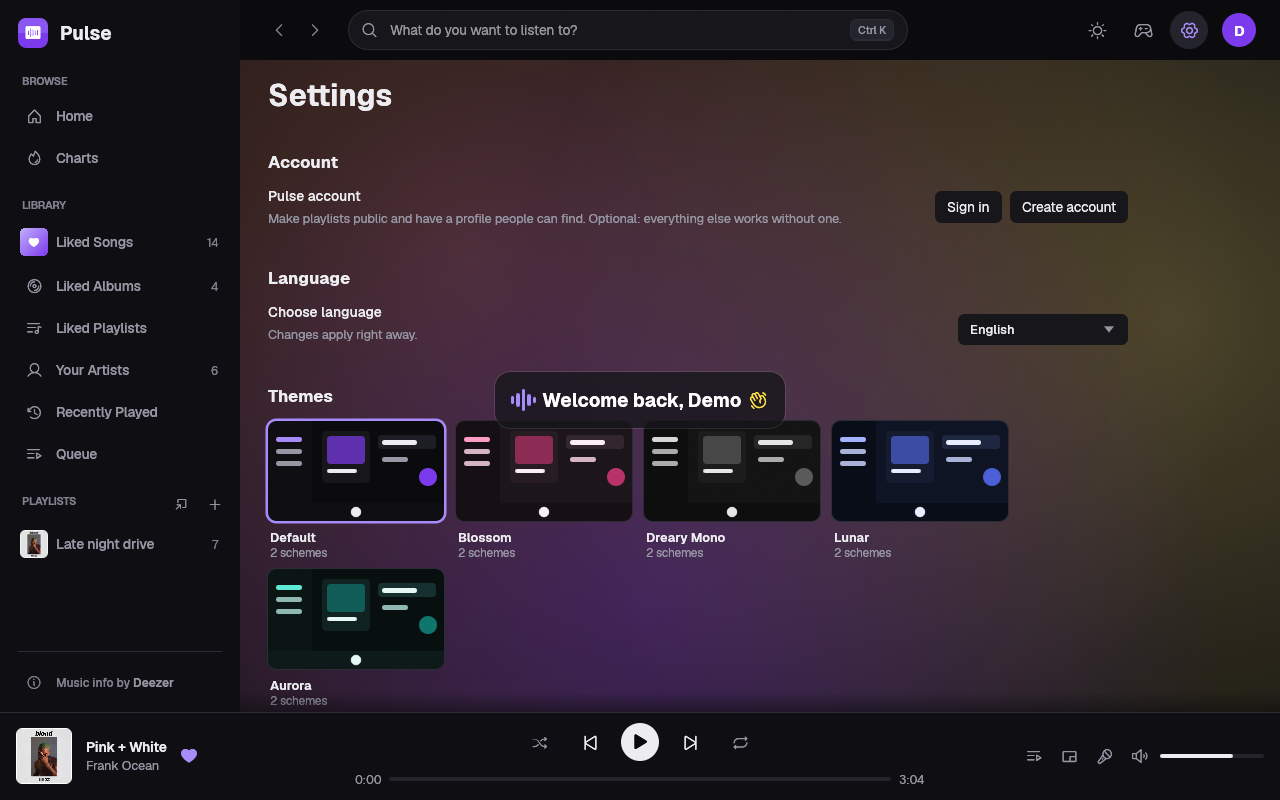 Pulse
What do you want to listen to?
Ctrl K
D
BROWSE
Home
Charts
LIBRARY
Liked Songs 14
Liked Albums 4
Liked Playlists
Your Artists 6
Recently Played
Queue
PLAYLISTS
Late night drive 7
Music info by Deezer
Settings
Account
Pulse account
Make playlists public and have a profile people can find. Optional: everything else works without one.
Sign in
Create account
Language
Choose language
Changes apply right away.
English
Themes
Welcome back, Demo 👋
Default
2 schemes
Blossom
2 schemes
Dreary Mono
2 schemes
Lunar
2 schemes
Aurora
2 schemes
blond
Pink + White
Frank Ocean
0:00
3:04